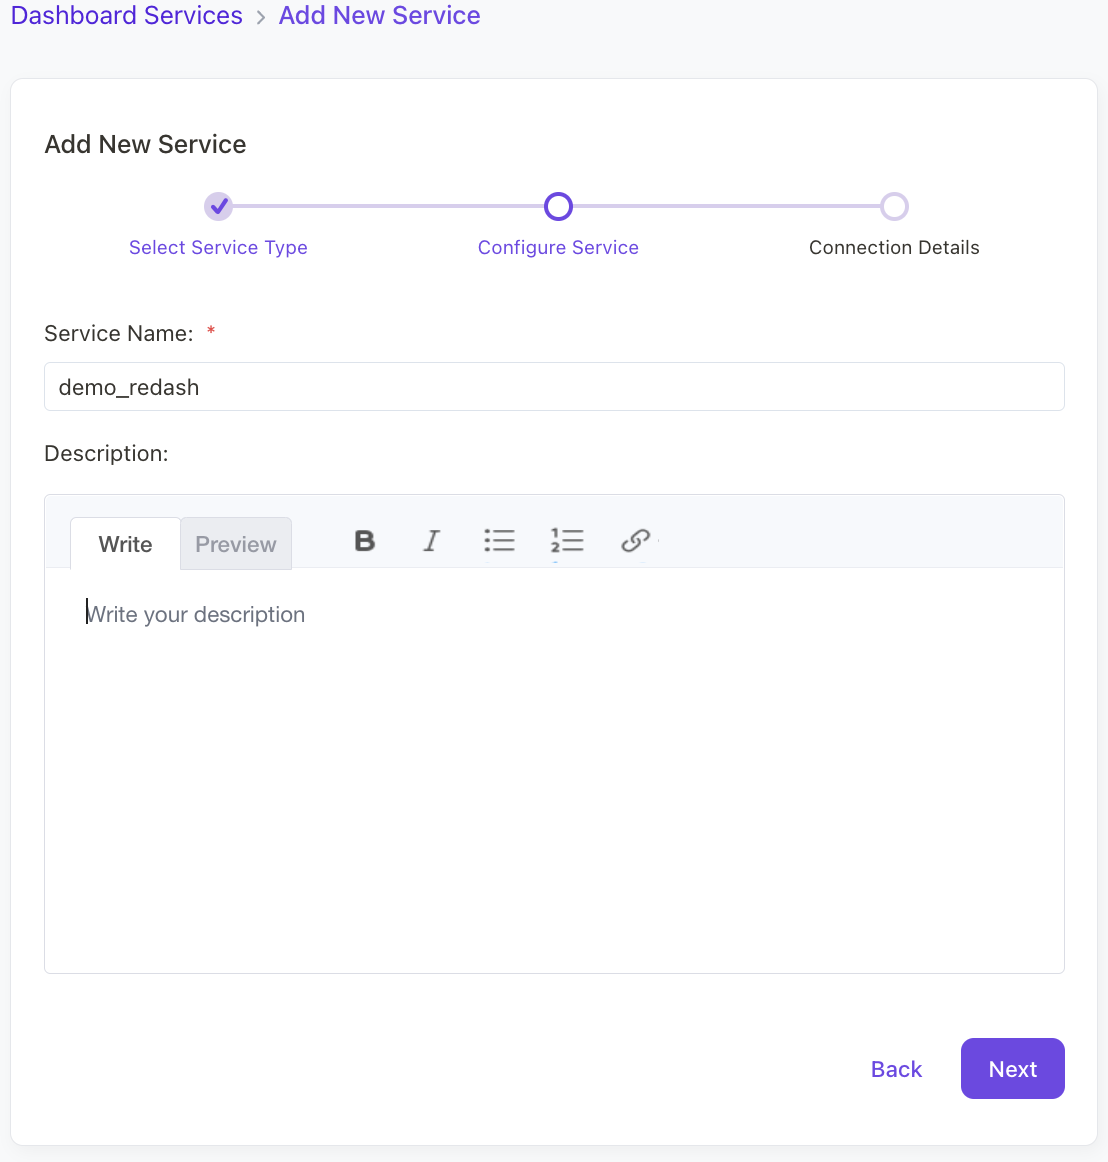 Dashboard Services > Add New Service
Add New Service
Select Service Type
Configure Service
Connection Details
Service Name: *
demo_redash
Description:
Write Preview B I
Write your description
Back Next